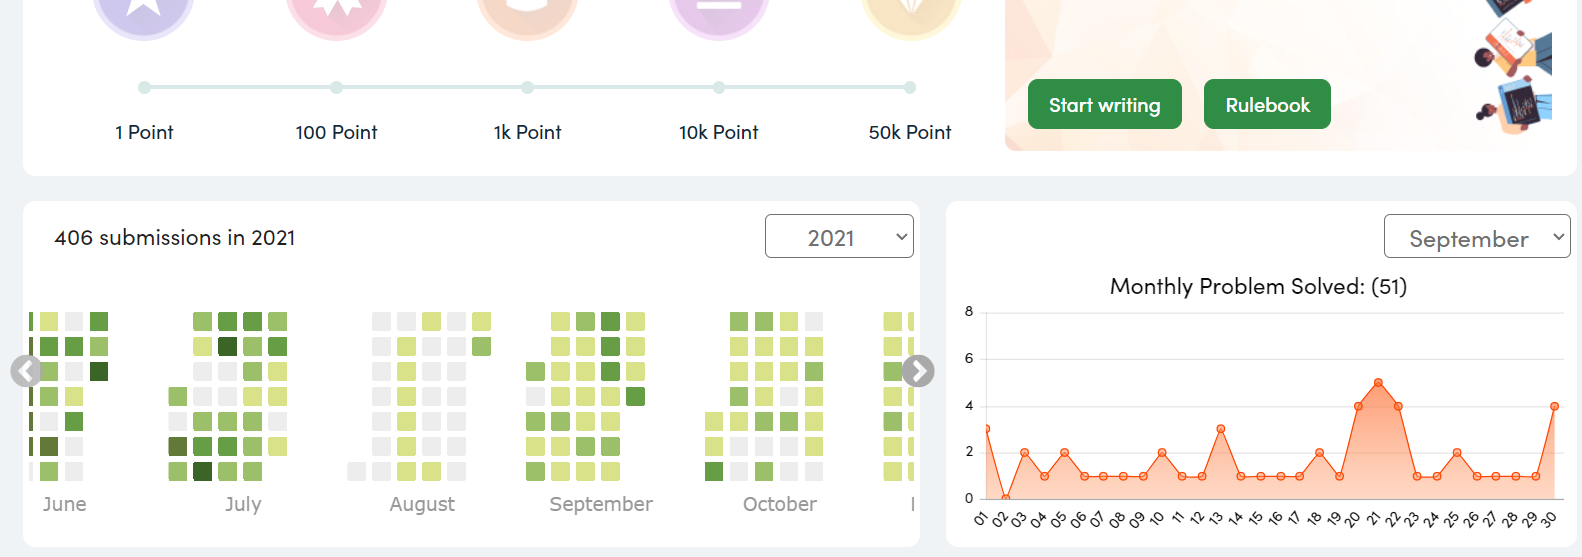 Start writing
Rulebook
1 Point
100 Point
1k Point
10k Point
50k Point
406 submissions in 2021
2021
June
July
August
September
October
September
Monthly Problem Solved: (51)
8
6
4
2
0
01 02 03 04 05 06 07 08 09 10 11 12 13 14 15 16 17 18 19 20 21 22 23 24 25 26 27 28 29 30